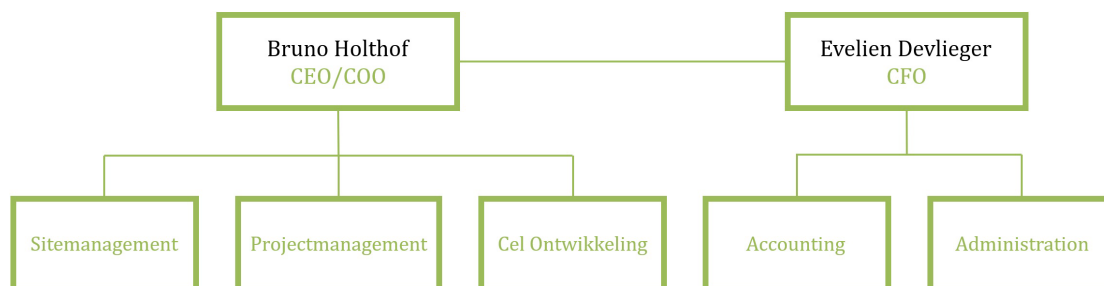 Bruno Holthof
CEO/COO
Evelien Devlieger
CFO
Sitemanagement
Projectmanagement
Cel Ontwikkeling
Accounting
Administration